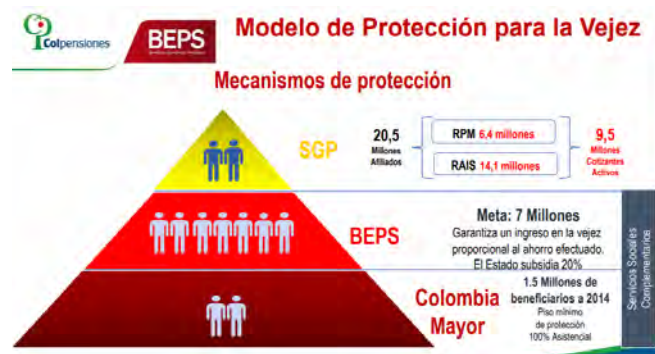 Colpensiones
BEPS
Modelo de Protección para la Vejez
Mecanismos de protección
SGP
20,5
Millones
Afiliados
RPM 6,4 millones
RAIS 14,1 millones
9,5
Millones
Cotizantes
Activos
BEPS
Meta: 7 Millones
Garantiza un ingreso en la vejez
proporcional al ahorro efectuado.
El Estado subsidia 20%
Colombia
Mayor
1.5 Millones de
beneficiarios a 2014
Piso mínimo
de protección
100% Asistencial
Servicios Sociales
Complementarios